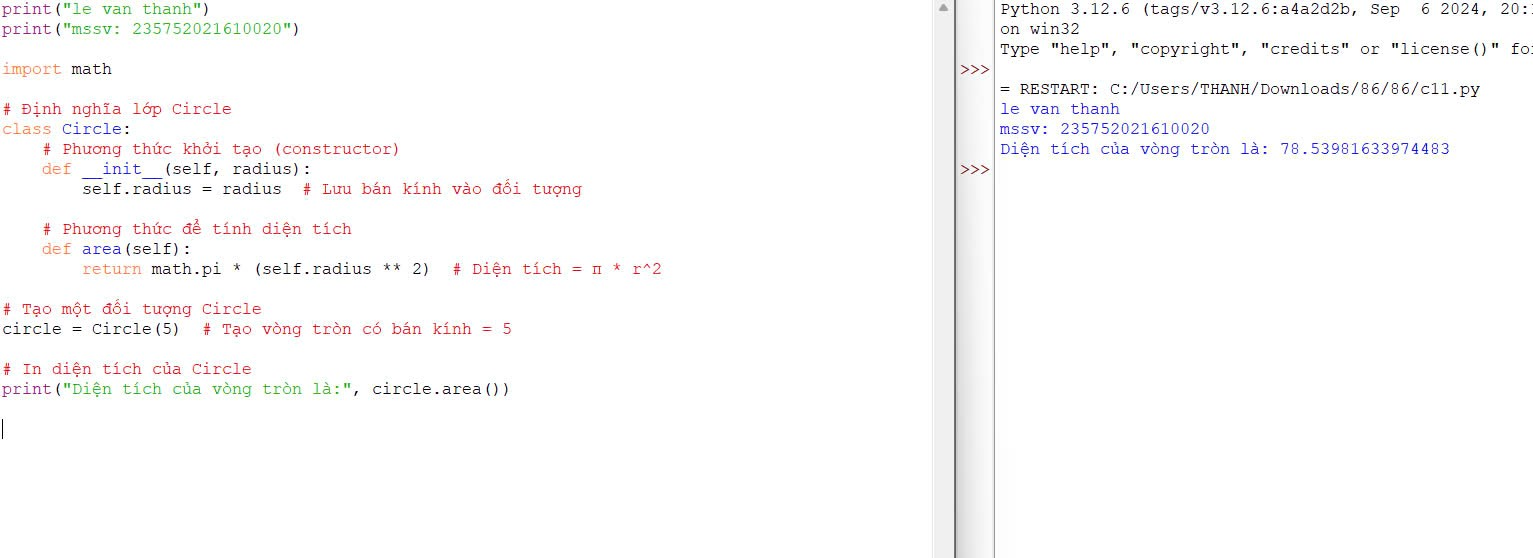 print("le van thanh")
print("mssv: 235752021610020")
import math
# Định nghĩa lớp Circle
class Circle:
    # Phương thức khởi tạo (constructor)
    def __init__(self, radius):
        self.radius = radius  # Lưu bán kính vào đối tượng
    # Phương thức để tính diện tích
    def area(self):
        return math.pi * (self.radius ** 2)  # Diện tích = π * r^2
# Tạo một đối tượng Circle
circle = Circle(5)  # Tạo vòng tròn có bán kính = 5
# In diện tích của Circle
print("Diện tích của vòng tròn là:", circle.area())
Python 3.12.6 (tags/v3.12.6:a4a2d2b, Sep  6 2024, 20:
on win32
Type "help", "copyright", "credits" or "license()" fo
>>>
= RESTART: C:/Users/THANH/Downloads/86/86/c11.py
le van thanh
mssv: 235752021610020
Diện tích của vòng tròn là: 78.53981633974483
>>>